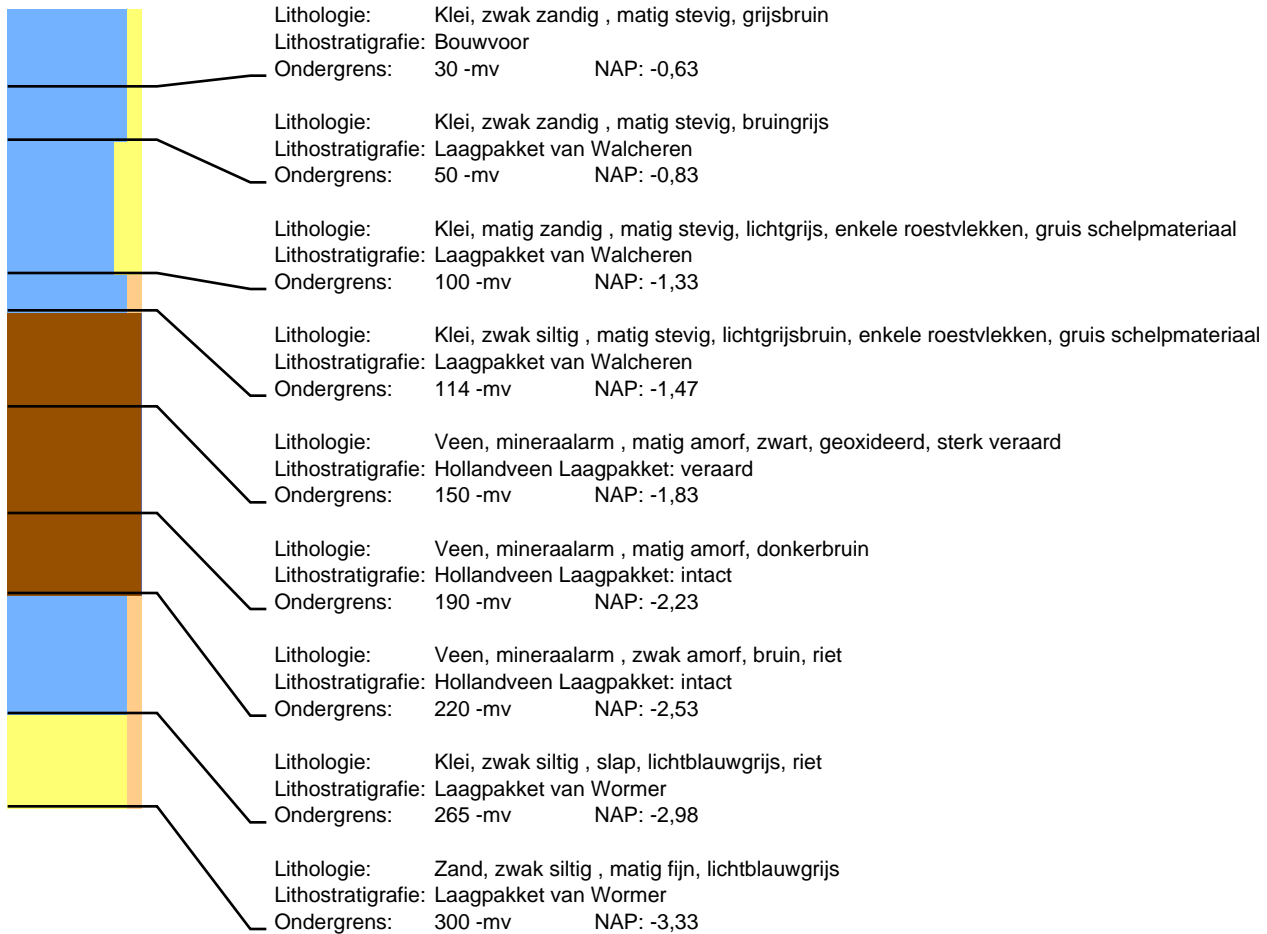 Lithologie: Klei, zwak zandig , matig stevig, grijsbruin
Lithostratigrafie: Bouwvoor
Ondergrens: 30 -mv NAP: -0,63
Lithologie: Klei, zwak zandig , matig stevig, bruingrijs
Lithostratigrafie: Laagpakket van Walcheren
Ondergrens: 50 -mv NAP: -0,83
Lithologie: Klei, matig zandig , matig stevig, lichtgrijs, enkele roestvlekken, gruis schelpmateriaal
Lithostratigrafie: Laagpakket van Walcheren
Ondergrens: 100 -mv NAP: -1,33
Lithologie: Klei, zwak siltig , matig stevig, lichtgrijsbruin, enkele roestvlekken, gruis schelpmateriaal
Lithostratigrafie: Laagpakket van Walcheren
Ondergrens: 114 -mv NAP: -1,47
Lithologie: Veen, mineraalarm , matig amorf, zwart, geoxideerd, sterk veraard
Lithostratigrafie: Hollandveen Laagpakket: veraard
Ondergrens: 150 -mv NAP: -1,83
Lithologie: Veen, mineraalarm , matig amorf, donkerbruin
Lithostratigrafie: Hollandveen Laagpakket: intact
Ondergrens: 190 -mv NAP: -2,23
Lithologie: Veen, mineraalarm , zwak amorf, bruin, riet
Lithostratigrafie: Hollandveen Laagpakket: intact
Ondergrens: 220 -mv NAP: -2,53
Lithologie: Klei, zwak siltig , slap, lichtblauwgrijs, riet
Lithostratigrafie: Laagpakket van Wormer
Ondergrens: 265 -mv NAP: -2,98
Lithologie: Zand, zwak siltig , matig fijn, lichtblauwgrijs
Lithostratigrafie: Laagpakket van Wormer
Ondergrens: 300 -mv NAP: -3,33